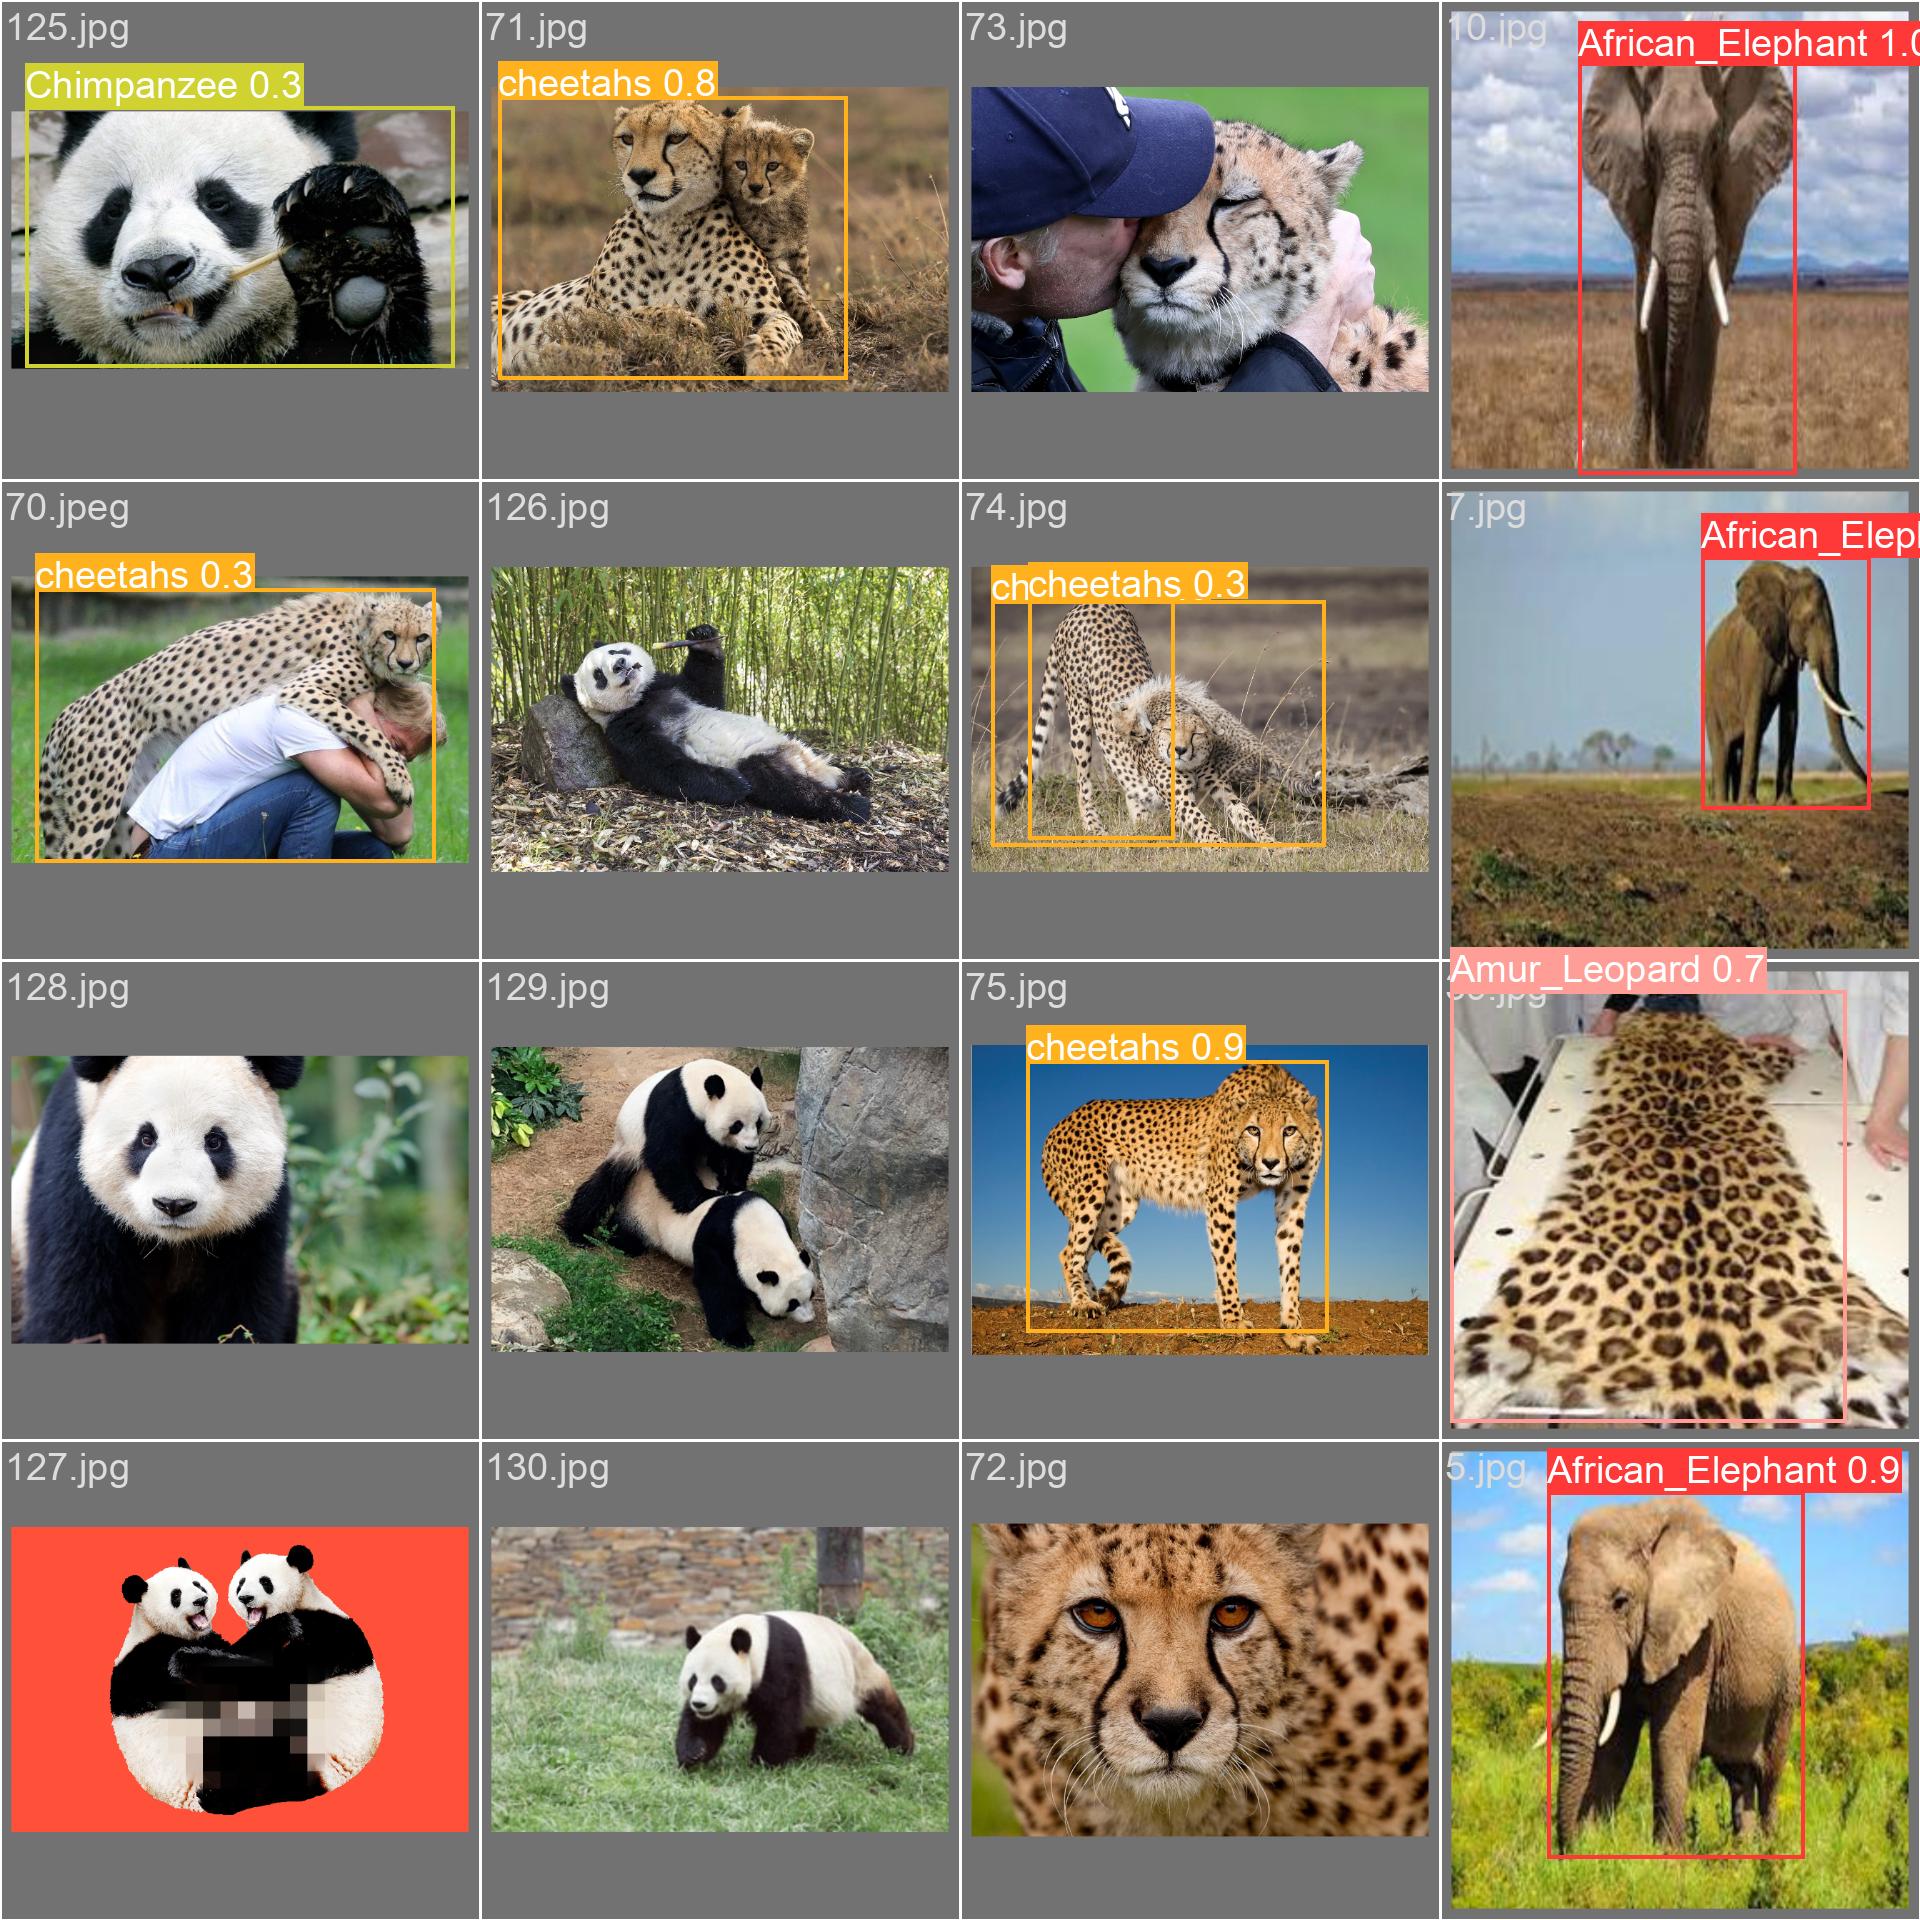 125.jpg
71.jpg
73.jpg
10.jpg
Chimpanzee 0.3
cheetahs 0.8
African_Elephant 1.0
70.jpeg
126.jpg
74.jpg
7.jpg
cheetahs 0.3
ch
cheetahs 0.3
African_Elep
128.jpg
129.jpg
75.jpg
Amur_Leopard 0.7
.jpg
cheetahs 0.9
127.jpg
130.jpg
72.jpg
5.jpg
African_Elephant 0.9